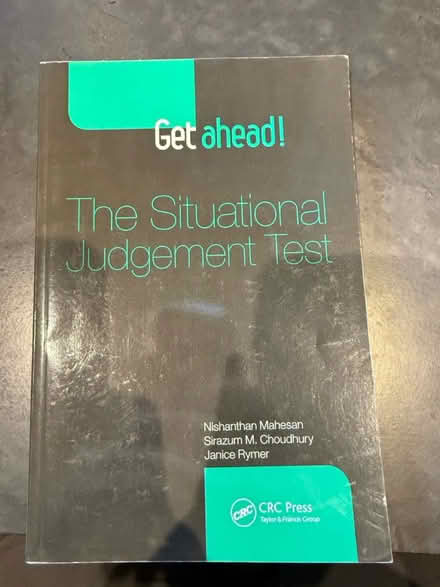 Get ahead!
The Situational
Judgement Test
Nishanthan Mahesan
Sirazum M. Choudhury
Janice Rymer
CRC CRC Press
Taylor & Francis Group